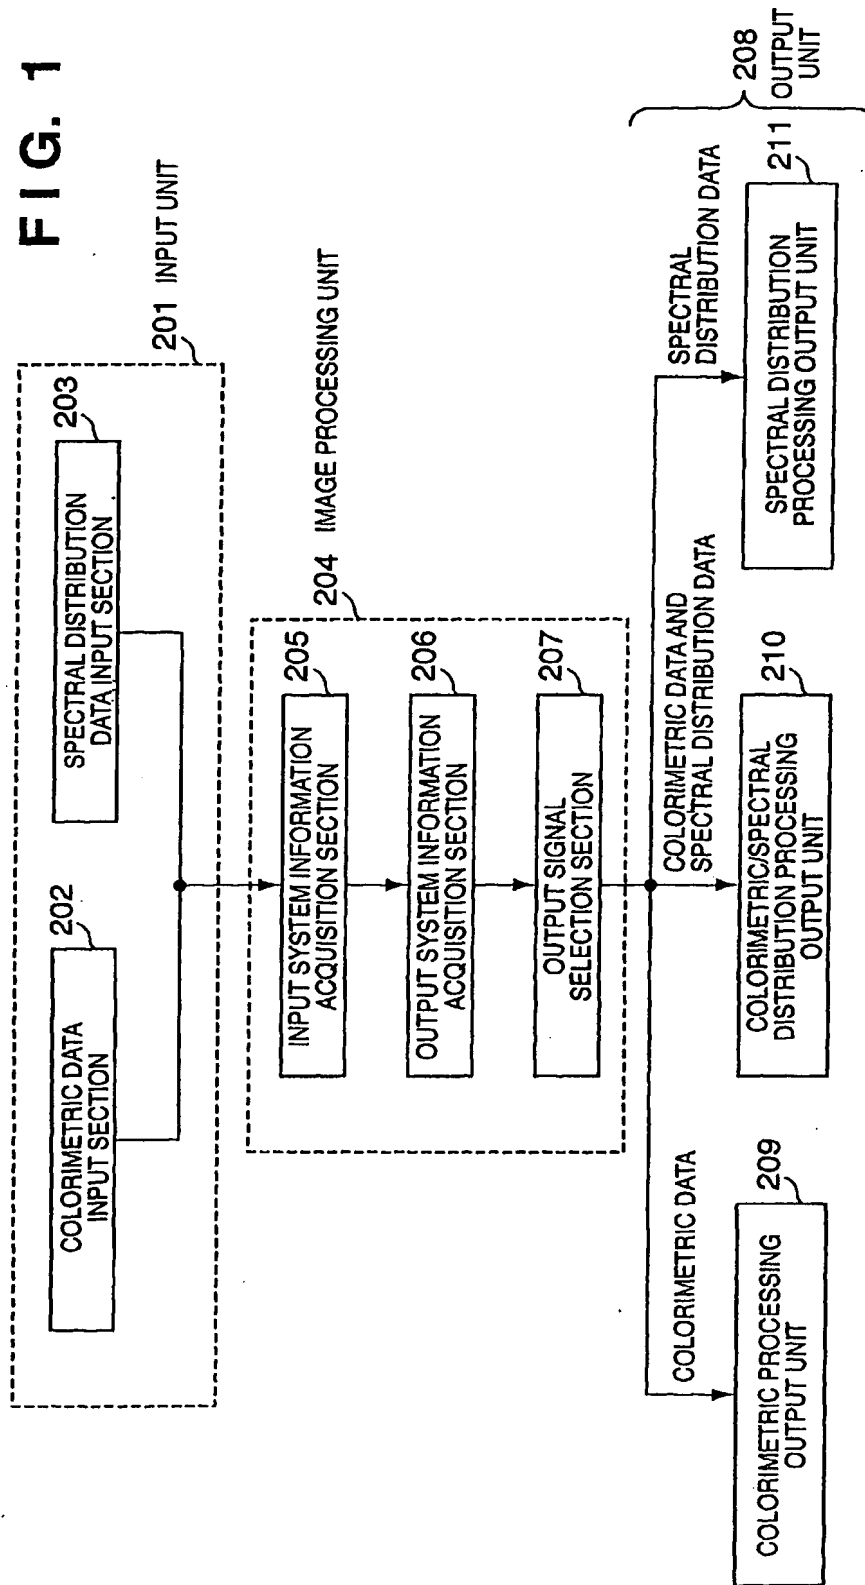 FIG. 1
201 INPUT UNIT
202
COLORIMETRIC DATA
INPUT SECTION
203
SPECTRAL DISTRIBUTION
DATA INPUT SECTION
204 IMAGE PROCESSING UNIT
205
INPUT SYSTEM INFORMATION
ACQUISITION SECTION
206
OUTPUT SYSTEM INFORMATION
ACQUISITION SECTION
207
OUTPUT SIGNAL
SELECTION SECTION
COLORIMETRIC DATA
COLORIMETRIC DATA AND
SPECTRAL DISTRIBUTION DATA
SPECTRAL
DISTRIBUTION DATA
208
OUTPUT
UNIT
209
COLORIMETRIC PROCESSING
OUTPUT UNIT
210
COLORIMETRIC/SPECTRAL
DISTRIBUTION PROCESSING
OUTPUT UNIT
211
SPECTRAL DISTRIBUTION
PROCESSING OUTPUT UNIT